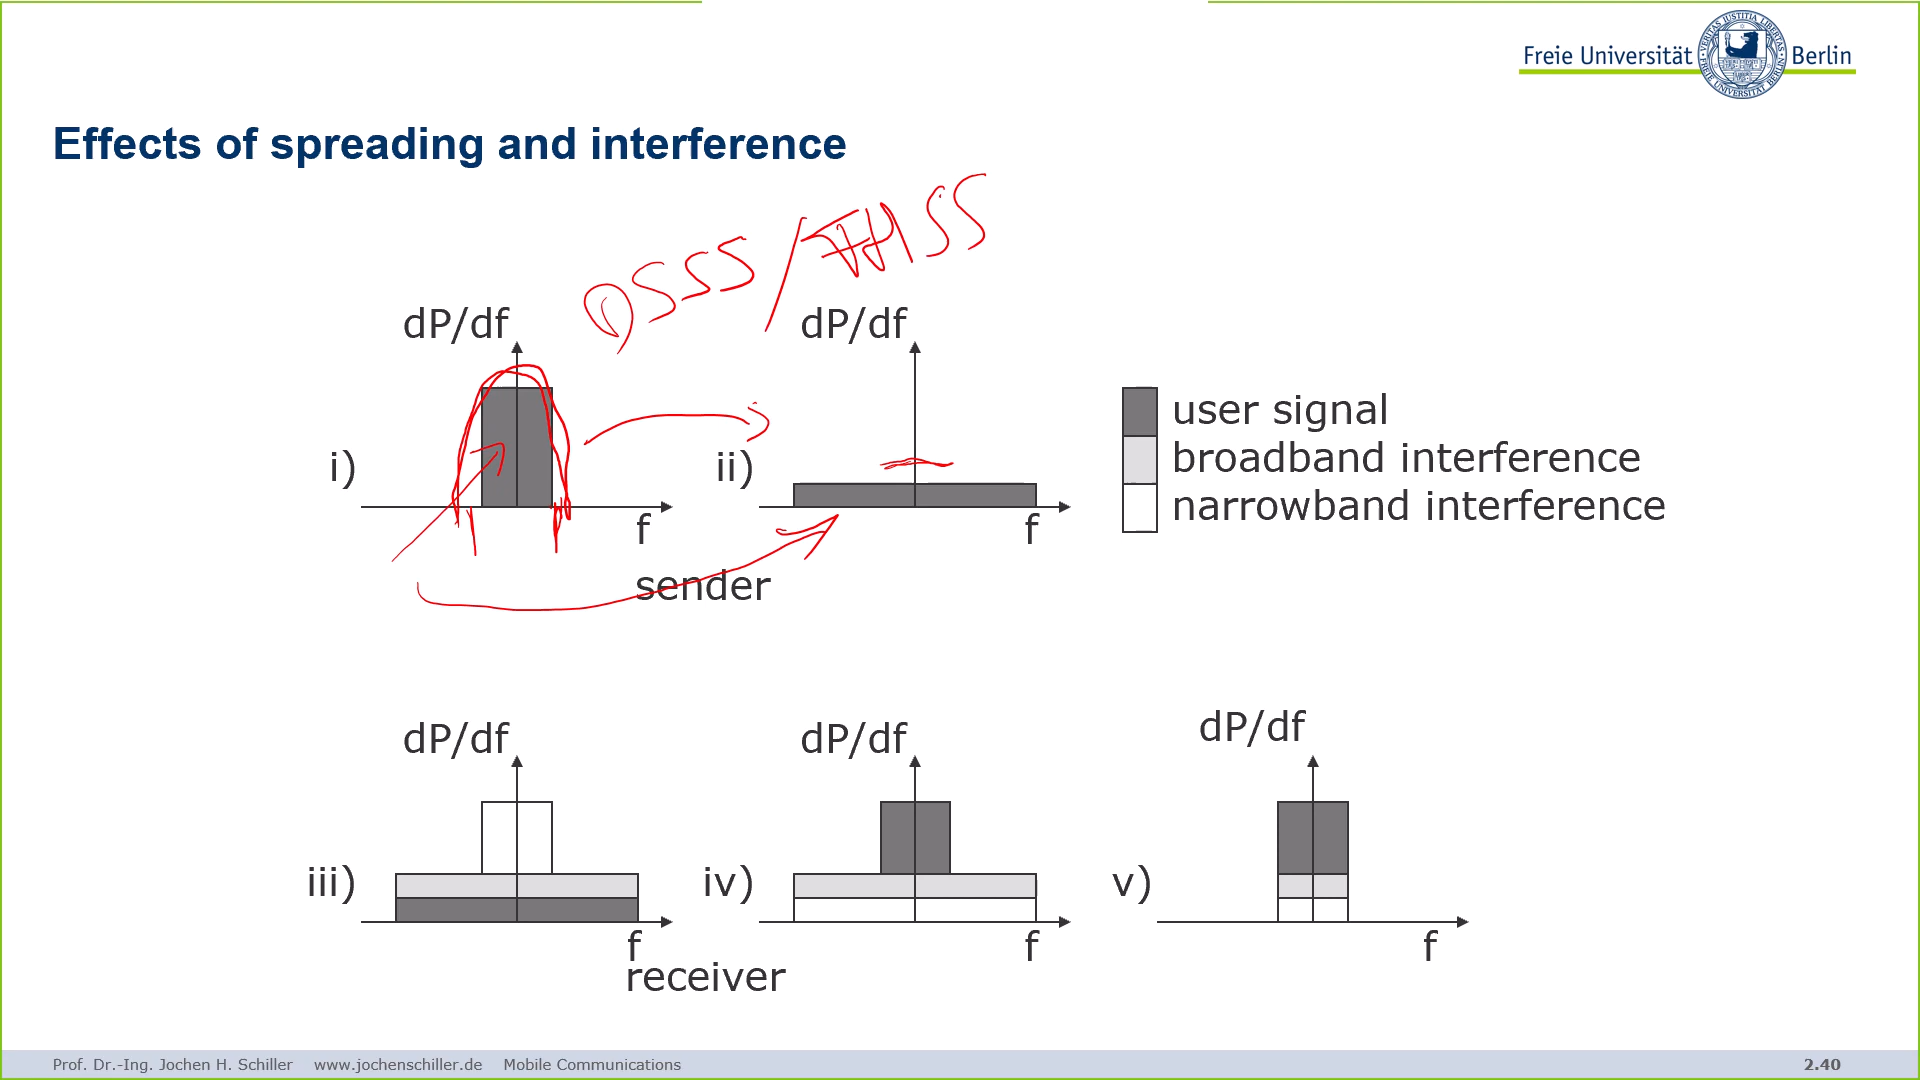 Freie Universität Berlin
Effects of spreading and interference
DSSS/FHSS
dP/df
dP/df
user signal
broadband interference
narrowband interference
i)
ii)
f
f
sender
dP/df
dP/df
dP/df
iii)
iv)
v)
f
f
f
receiver
Prof. Dr.-Ing. Jochen H. Schiller www.jochenschiller.de Mobile Communications 2.40